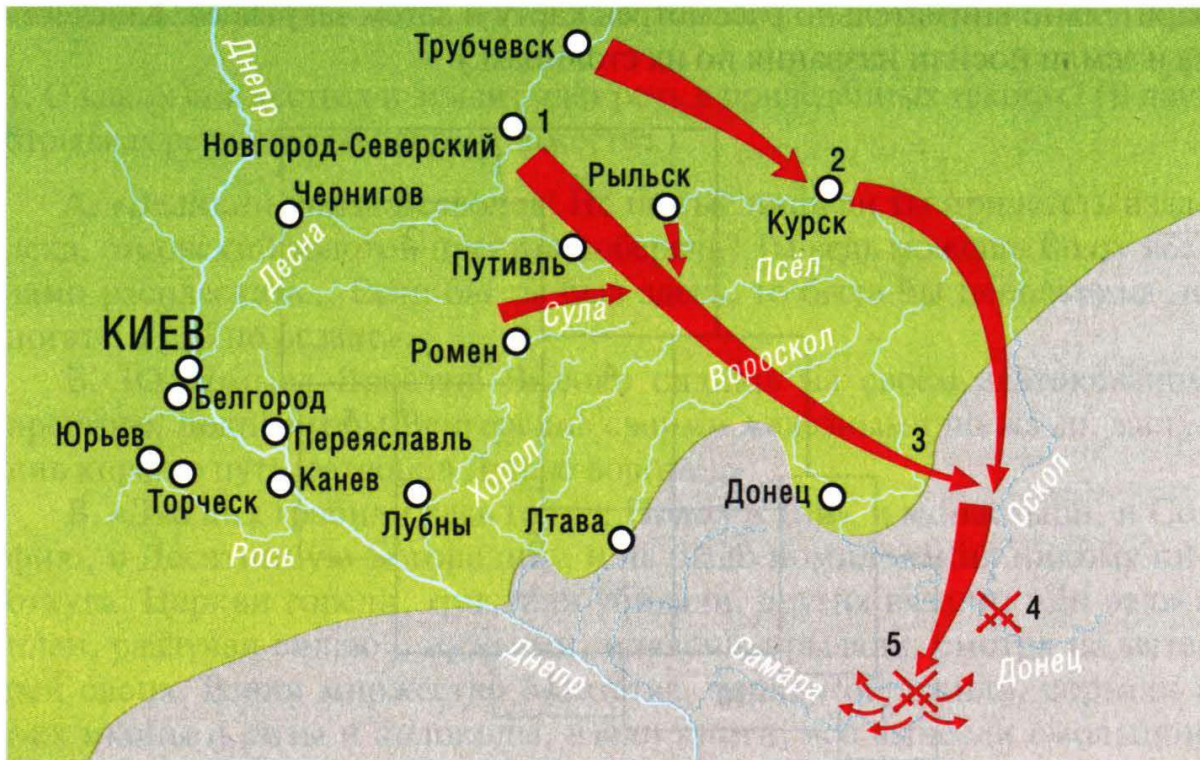 Днепр
Трубчевск
1
Новгород-Северский
2
Рыльск
Курск
Чернигов
Десна
Путивль
Псёл
Сула
КИЕВ
Ромен
Ворoскол
Белгород
Юрьев
Переяславль
3
Торческ
Канев
Хорол
Лубны
Донец
Оскол
Лтава
Рось
4
5
Днепр
Самара
Донец